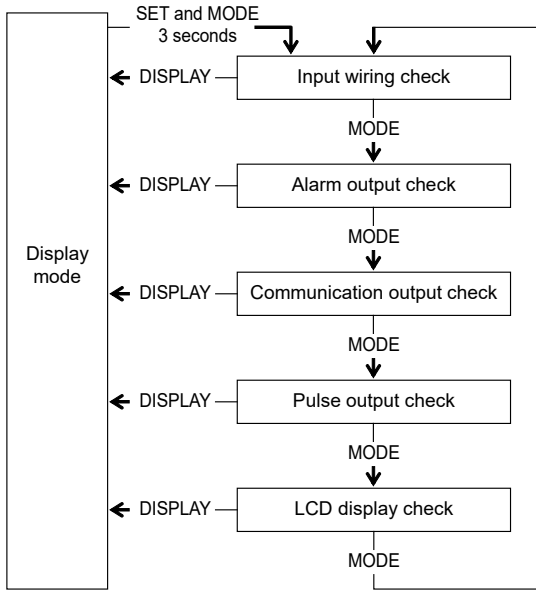 SET and MODE
3 seconds
DISPLAY
Input wiring check
MODE
DISPLAY
Alarm output check
MODE
Display
mode
DISPLAY
Communication output check
MODE
DISPLAY
Pulse output check
MODE
DISPLAY
LCD display check
MODE